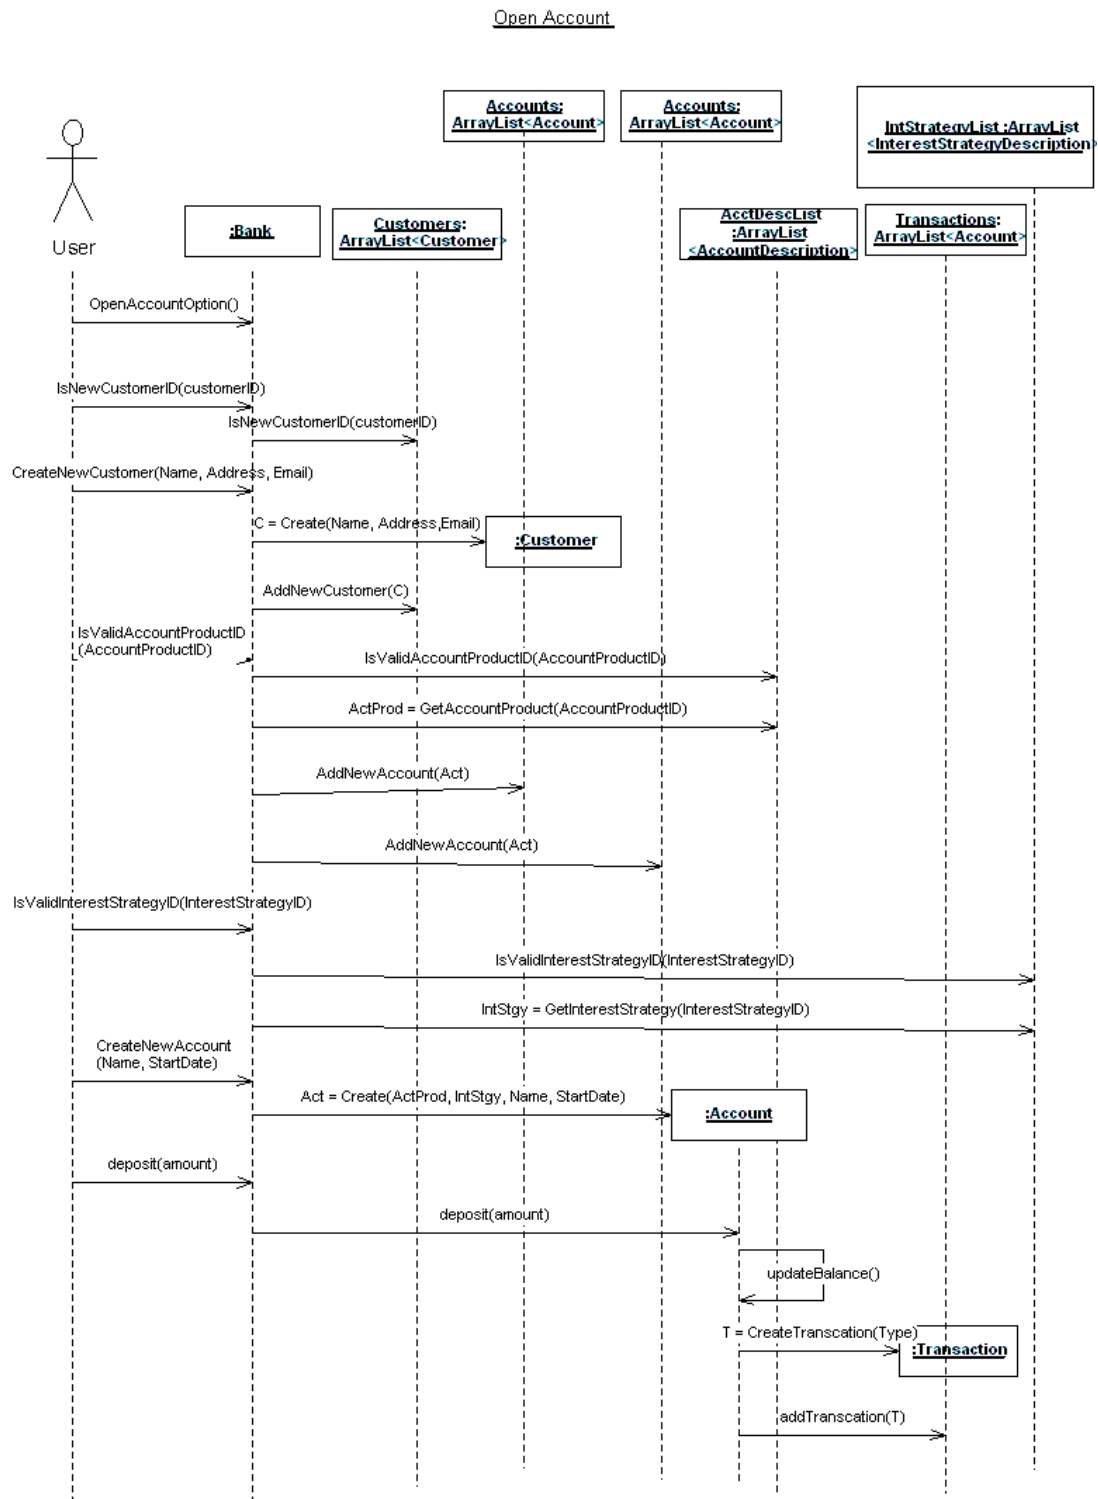 Open Account
Accounts:
ArrayList<Account>
Accounts:
ArrayList<Account>
IntStrategyList :ArrayList
<InterestStrategyDescription>
User
:Bank
Customers:
ArrayList<Customer>
AcctDescList
:ArrayList
<AccountDescription>
Transactions:
ArrayList<Account>
OpenAccountOption()
IsNewCustomerID(customerID)
IsNewCustomerID(customerID)
CreateNewCustomer(Name, Address, Email)
C = Create(Name, Address,Email)
:Customer
AddNewCustomer(C)
IsValidAccountProductID
(AccountProductID)
IsValidAccountProductID(AccountProductID)
ActProd = GetAccountProduct(AccountProductID)
AddNewAccount(Act)
AddNewAccount(Act)
IsValidInterestStrategyID(InterestStrategyID)
IsValidInterestStrategyID(InterestStrategyID)
IntStgy = GetInterestStrategy(InterestStrategyID)
CreateNewAccount
(Name, StartDate)
Act = Create(ActProd, IntStgy, Name, StartDate)
:Account
deposit(amount)
deposit(amount)
updateBalance()
T = CreateTranscation(Type)
:Transaction
addTranscation(T)